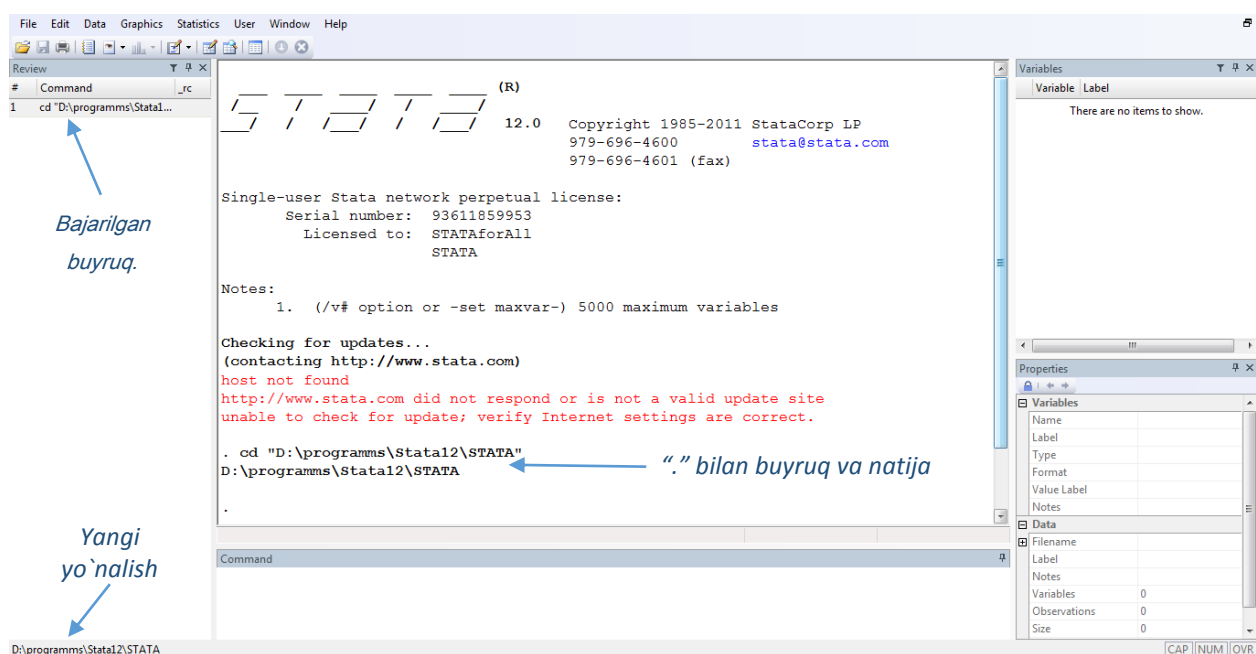 File Edit Data Graphics Statistics User Window Help
Review
# Command _rc
1 cd "D:\programms\Stata1...
Bajarilgan
buyruq.
Yangi
yo`nalish
(R)
STATA
12.0 Copyright 1985-2011 StataCorp LP
979-696-4600 stata@stata.com
979-696-4601 (fax)
Single-user Stata network perpetual license:
Serial number: 93611859953
Licensed to: STATAforAll
STATA
Notes:
1. (/v# option or -set maxvar-) 5000 maximum variables
Checking for updates...
(contacting http://www.stata.com)
host not found
http://www.stata.com did not respond or is not a valid update site
unable to check for update; verify Internet settings are correct.
. cd "D:\programms\Stata12\STATA"
D:\programms\Stata12\STATA
“.” bilan buyruq va natija
.
Command
Variables
Variable Label
There are no items to show.
Properties
Variables
Name
Label
Type
Format
Value Label
Notes
Data
Filename
Label
Notes
Variables 0
Observations 0
Size 0
D:\programms\Stata12\STATA
CAP NUM OVR